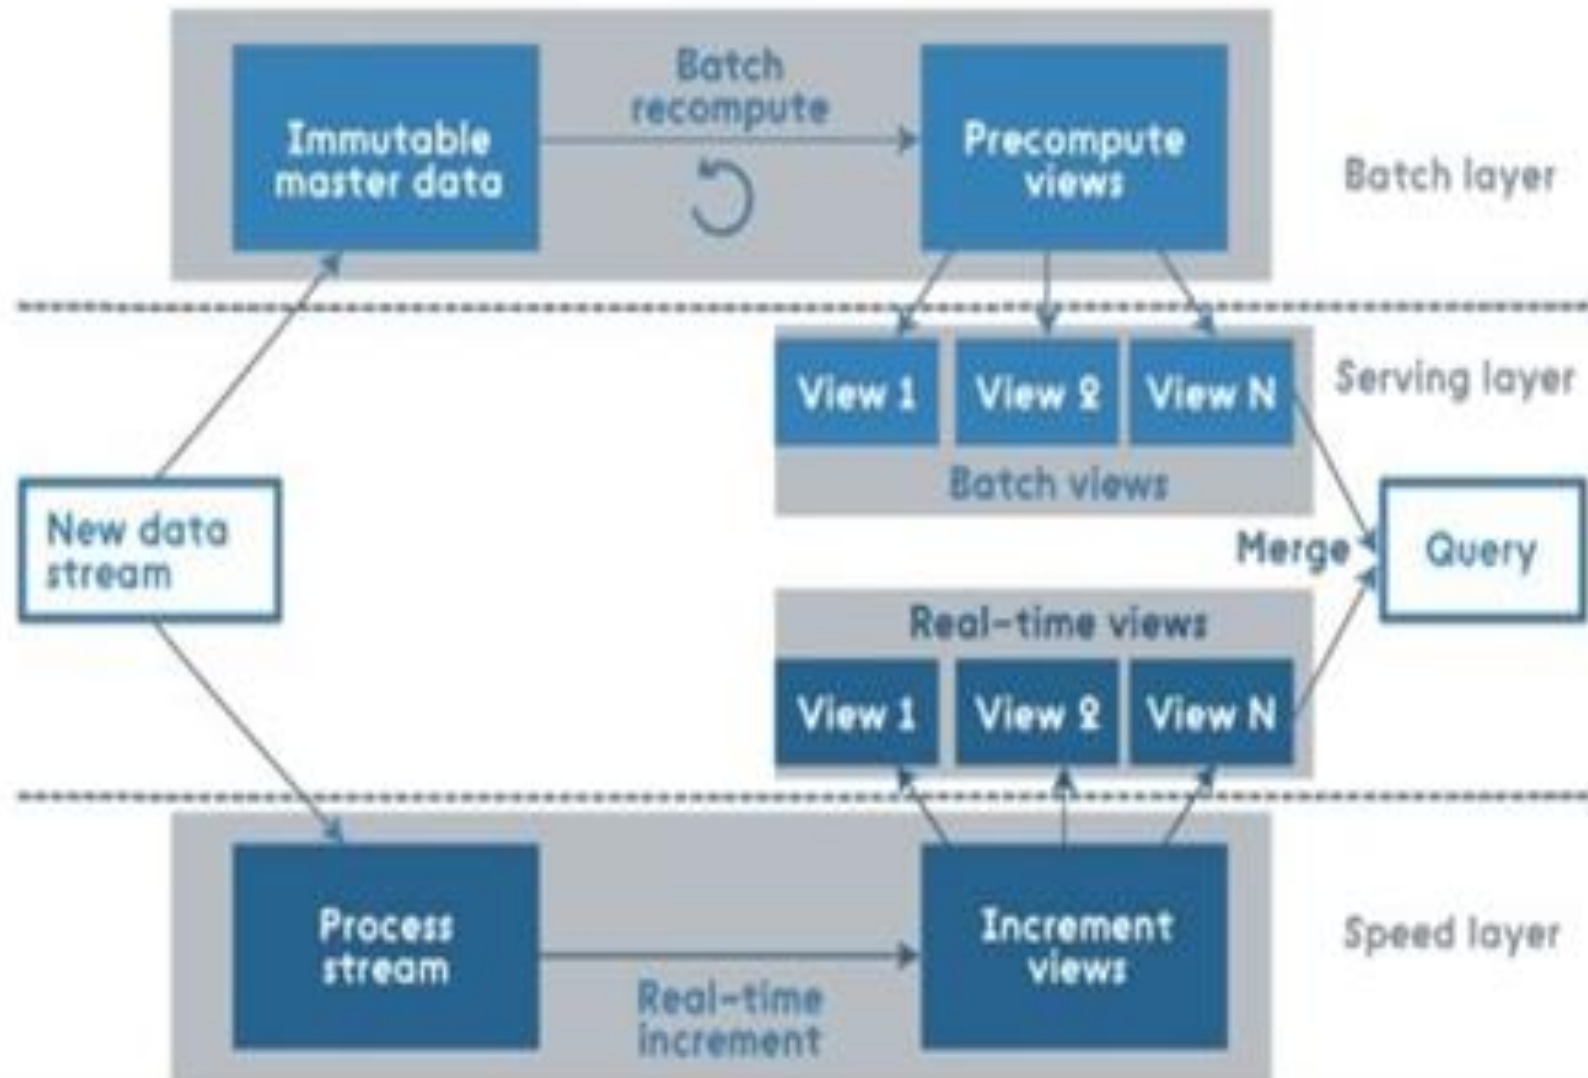 Batch
recompute
Immutable
master data
Precompute
views
Batch layer
View 1
View 2
View N
Serving layer
Batch views
New data
stream
Merge
Query
Real-time views
View 1
View 2
View N
Process
stream
Increment
views
Speed layer
Real-time
increment